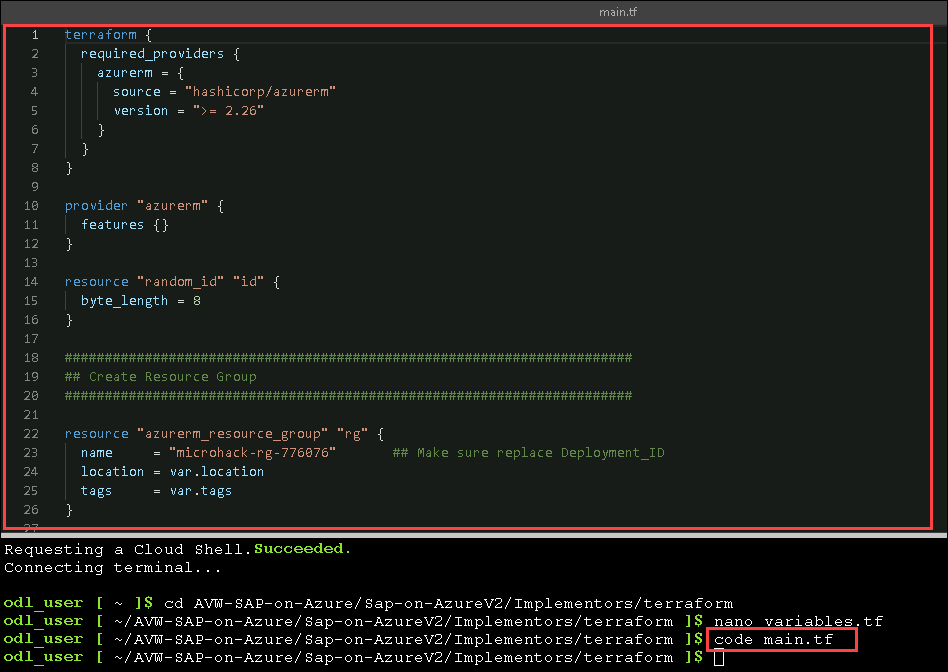 main.tf
1 terraform {
2 required_providers {
3 azurerm = {
4 source = "hashicorp/azurerm"
5 version = ">= 2.26"
6 }
7 }
8 }
9
10 provider "azurerm" {
11 features {}
12 }
13
14 resource "random_id" "id" {
15 byte_length = 8
16 }
17
18 #######################################################################
19 ## Create Resource Group
20 #######################################################################
21
22 resource "azurerm_resource_group" "rg" {
23 name = "microhack-rg-776076" ## Make sure replace Deployment_ID
24 location = var.location
25 tags = var.tags
26 }
27
Requesting a Cloud Shell.Succeeded.
Connecting terminal...
odl_user [ ~ ]$ cd AVW-SAP-on-Azure/Sap-on-AzureV2/Implementors/terraform
odl_user [ ~/AVW-SAP-on-Azure/Sap-on-AzureV2/Implementors/terraform ]$ nano variables.tf
odl_user [ ~/AVW-SAP-on-Azure/Sap-on-AzureV2/Implementors/terraform ]$ code main.tf
odl_user [ ~/AVW-SAP-on-Azure/Sap-on-AzureV2/Implementors/terraform ]$